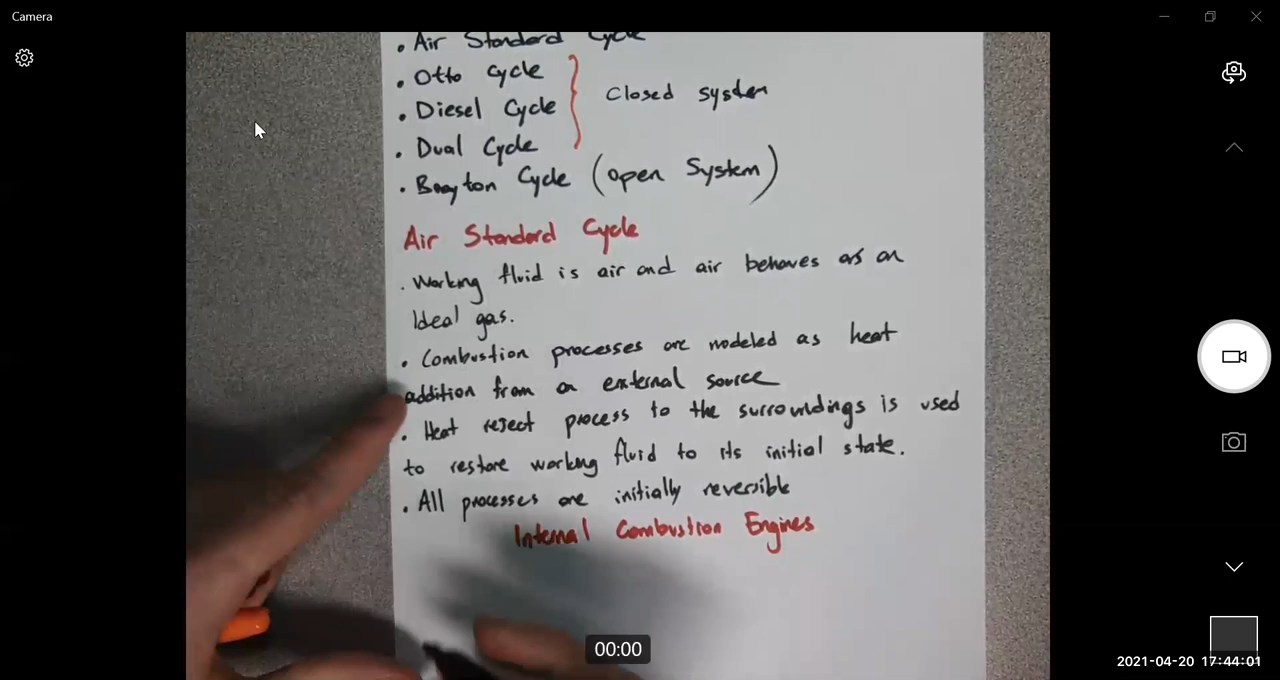 Camera
• Air Standard Cycle
• Otto Cycle
• Diesel Cycle
closed system
• Dual Cycle
• Brayton Cycle (open System)
Air Standard Cycle
• Working fluid is air and air behaves as an
Ideal gas.
• Combustion processes are modeled as heat
addition from an external source
• Heat reject process to the surroundings is used
to restore working fluid to its initial state.
• All processes are initially reversible
Internal Combustion Engines
00:00
2021-04-20 17:44:01